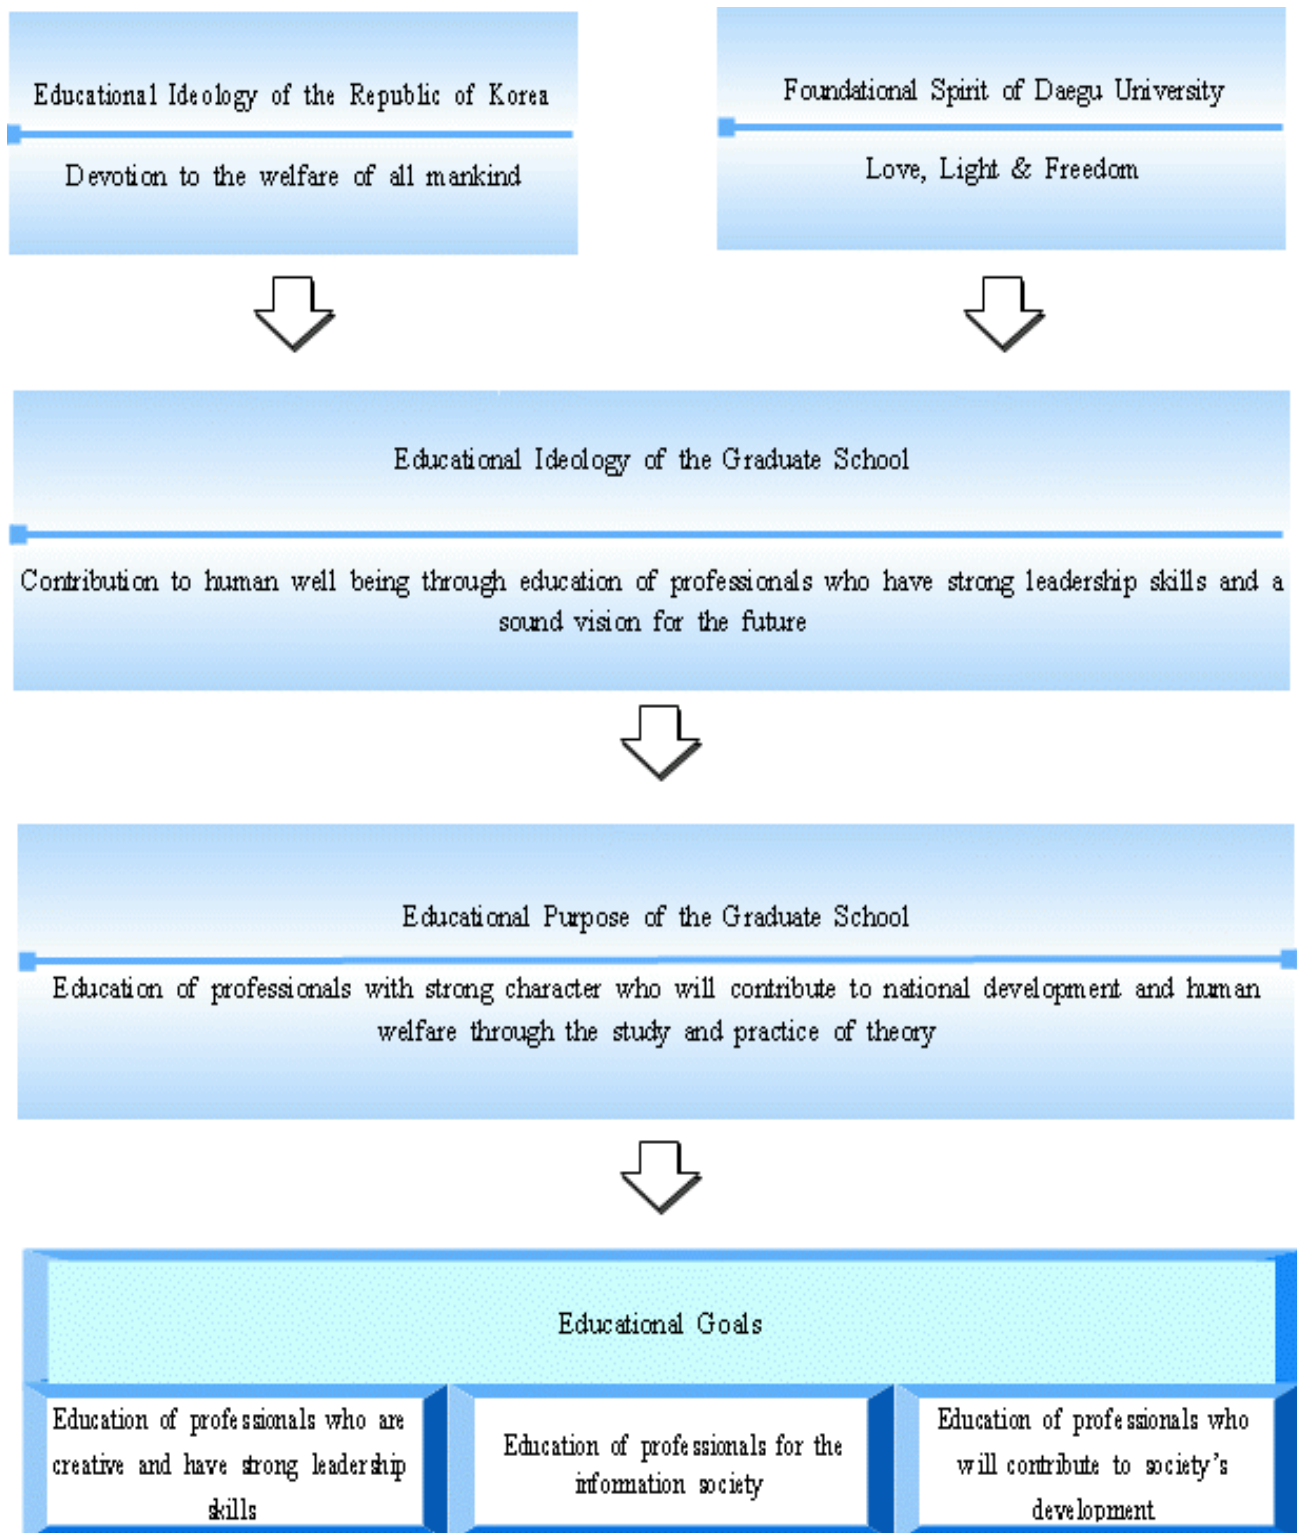 Educational Ideology of the Republic of Korea
Devotion to the welfare of all mankind
Foundational Spirit of Daegu University
Love, Light & Freedom
Educational Ideology of the Graduate School
Contribution to human well being through education of professionals who have strong leadership skills and a
sound vision for the future
Educational Purpose of the Graduate School
Education of professionals with strong character who will contribute to national development and human
welfare through the study and practice of theory
Educational Goals
Education of professionals who are
creative and have strong leadership
skills
Education of professionals for the
information society
Education of professionals who
will contribute to society's
development